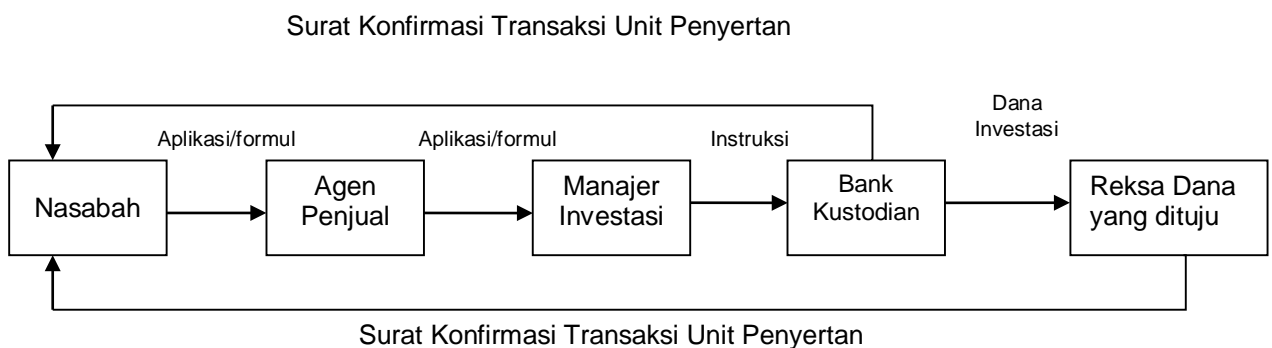 Surat Konfirmasi Transaksi Unit Penyertan
Dana
Investasi
Aplikasi/formul
Aplikasi/formul
Instruksi
Nasabah
Agen
Penjual
Manajer
Investasi
Bank
Kustodian
Reksa Dana
yang dituju
Surat Konfirmasi Transaksi Unit Penyertan